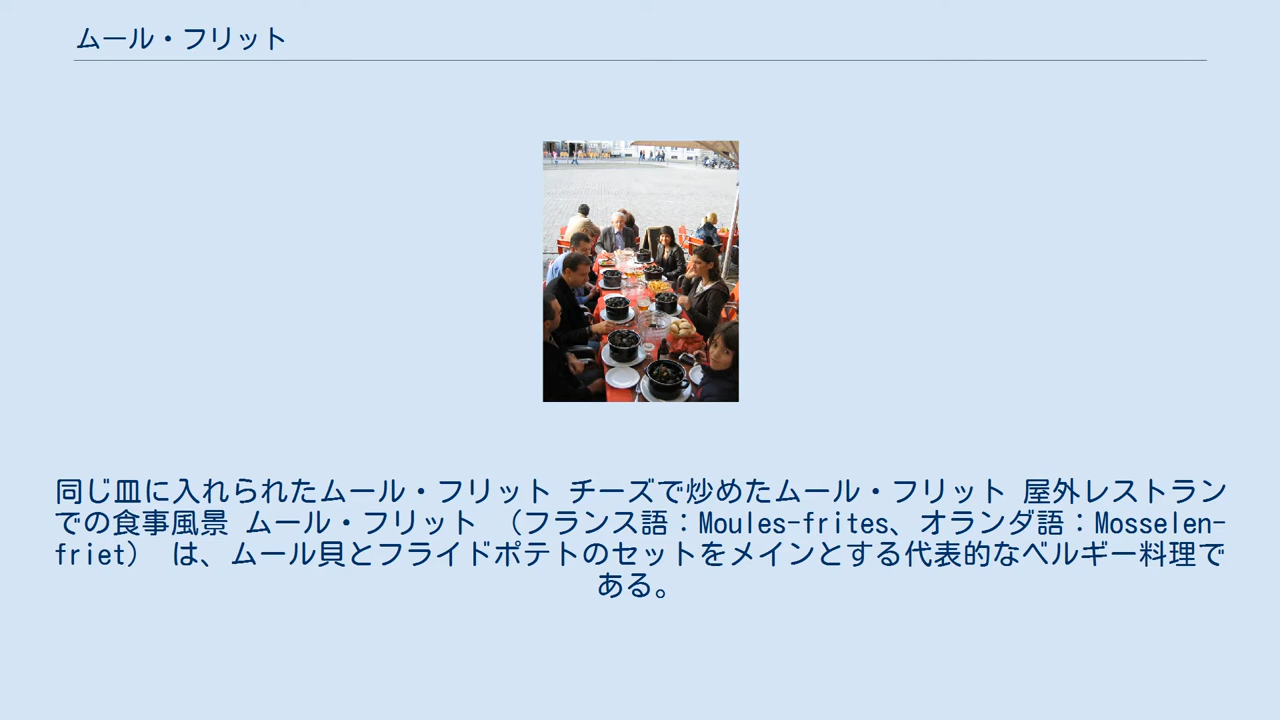 ムール・フリット
同じ皿に入れられたムール・フリット チーズで炒めたムール・フリット 屋外レストラン
での食事風景 ムール・フリット （フランス語：Moules-frites、オランダ語：Mosselen-
friet） は、ムール貝とフライドポテトのセットをメインとする代表的なベルギー料理で
ある。